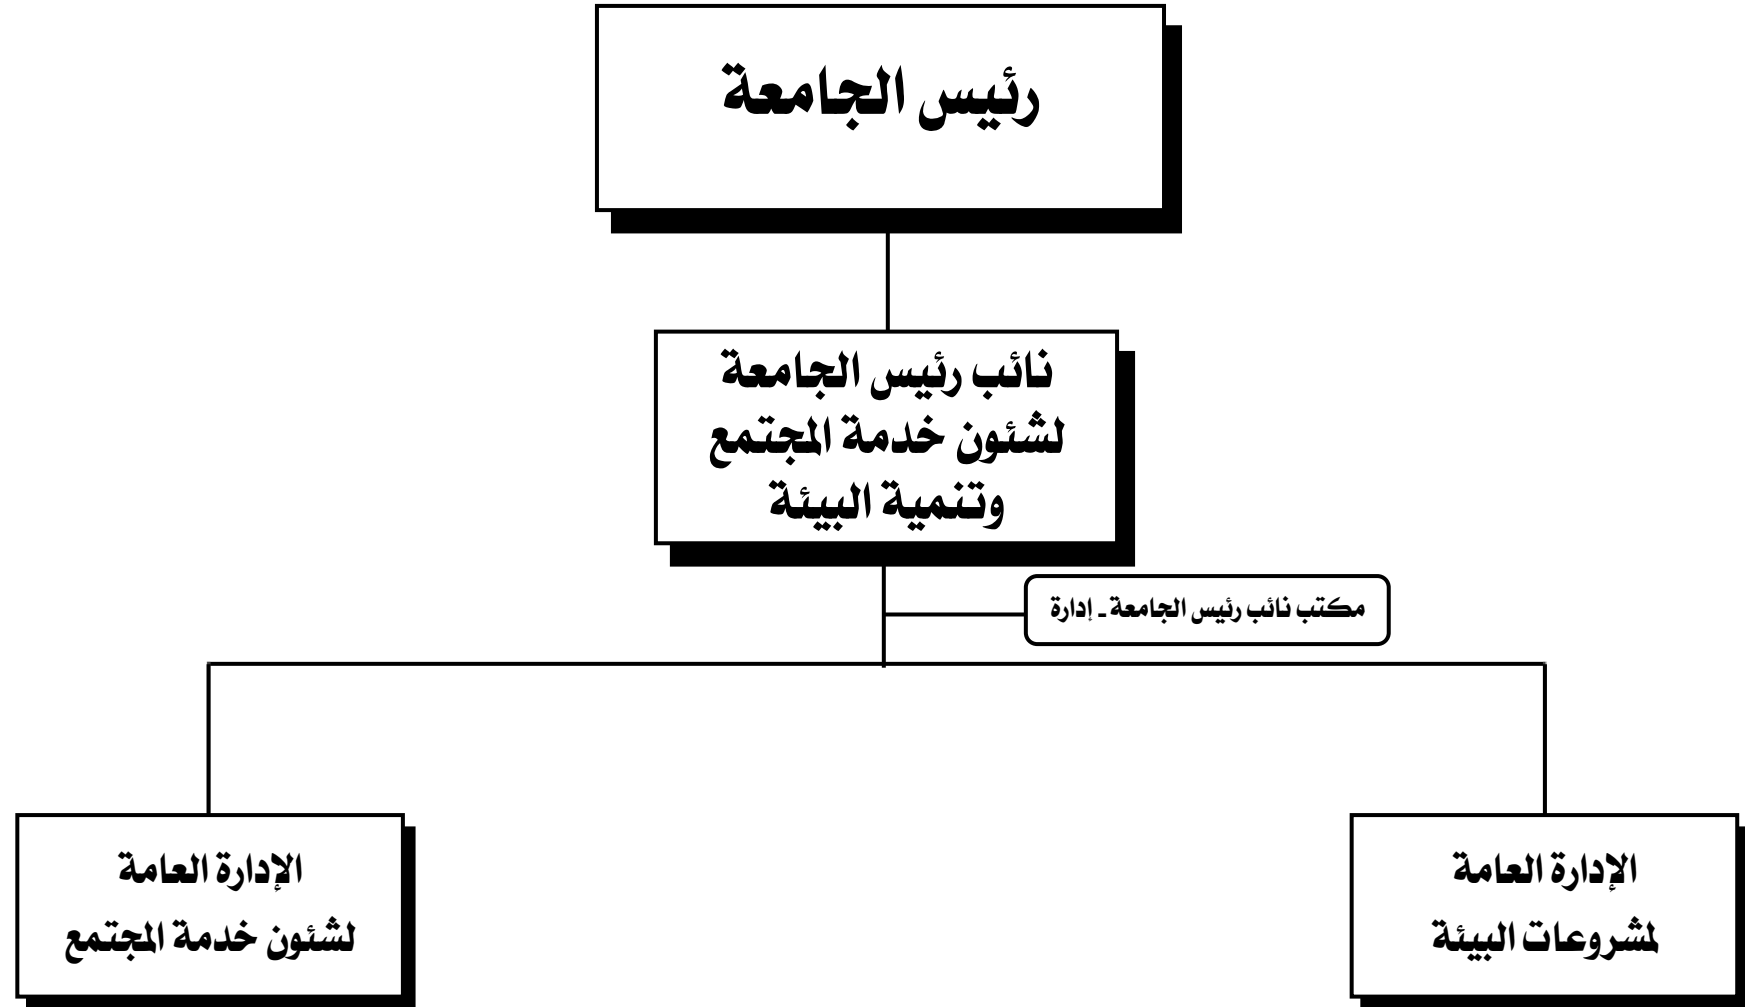 رئيس الجامعة
نائب رئيس الجامعة
لشئون خدمة المجتمع
وتنمية البيئة
مكتب نائب رئيس الجامعة ـ إدارة
الإدارة العامة
لمشروعات البيئة
الإدارة العامة
لشئون خدمة المجتمع